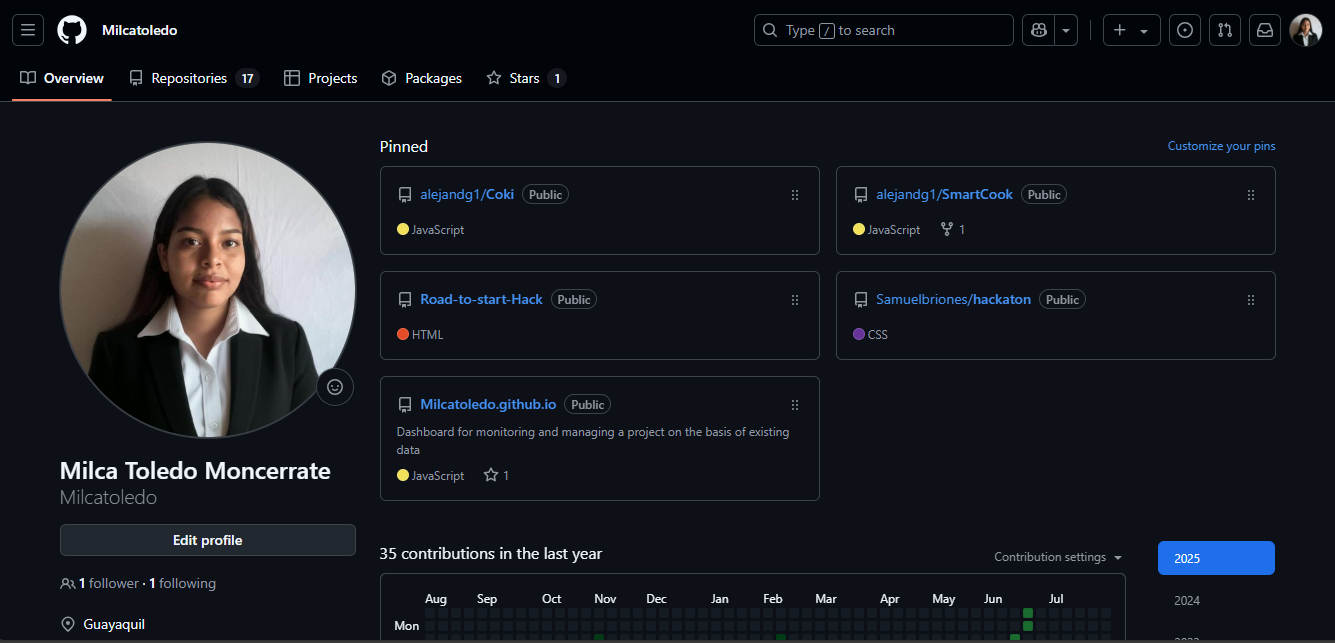 Milcatoledo
Type / to search
Overview
Repositories 17
Projects
Packages
Stars 1
Milca Toledo Moncerrate
Milcatoledo
Edit profile
1 follower · 1 following
Guayaquil
Pinned
Customize your pins
alejandg1/Coki Public
JavaScript
alejandg1/SmartCook Public
JavaScript 1
Road-to-start-Hack Public
HTML
Samuelbriones/hackaton Public
CSS
Milcatoledo.github.io Public
Dashboard for monitoring and managing a project on the basis of existing
data
JavaScript 1
35 contributions in the last year
Contribution settings
Aug Sep Oct Nov Dec Jan Feb Mar Apr May Jun Jul
Mon
2025
2024